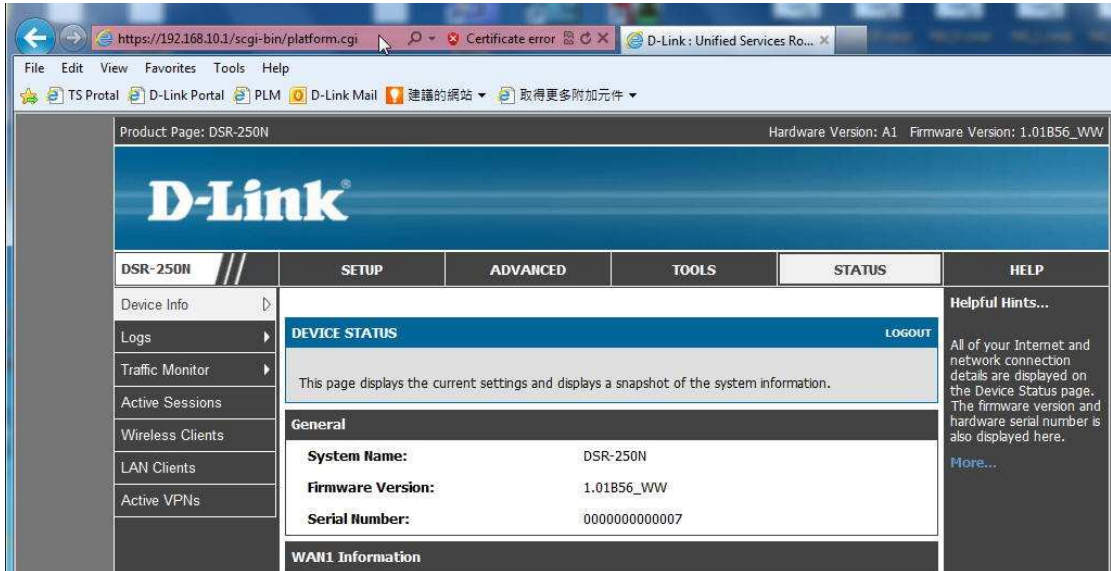 https://192.168.10.1/scgi-bin/platform.cgi Certificate error D-Link : Unified Services Ro...
File Edit View Favorites Tools Help
TS Protal D-Link Portal PLM D-Link Mail 建議的網站 取得更多附加元件
Product Page: DSR-250N Hardware Version: A1 Firmware Version: 1.01B56_WW
D-Link®
DSR-250N SETUP ADVANCED TOOLS STATUS HELP
Device Info
Logs
Traffic Monitor
Active Sessions
Wireless Clients
LAN Clients
Active VPNs
DEVICE STATUS LOGOUT
This page displays the current settings and displays a snapshot of the system information.
General
System Name: DSR-250N
Firmware Version: 1.01B56_WW
Serial Number: 0000000000007
WAN1 Information
Helpful Hints...
All of your Internet and
network connection
details are displayed on
the Device Status page.
The firmware version and
hardware serial number is
also displayed here.
More...